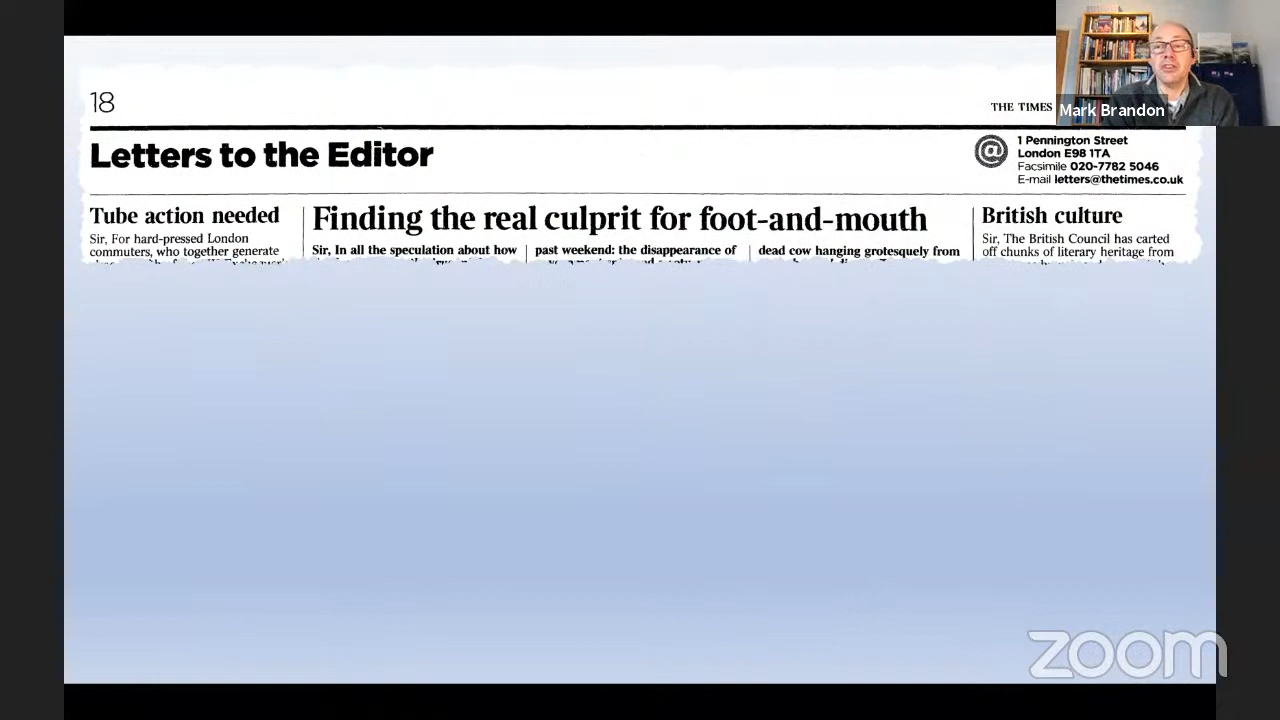 18
THE TIMES
Mark Brandon
Letters to the Editor
@
1 Pennington Street
London E98 1TA
Facsimile 020-7782 5046
E-mail letters@thetimes.co.uk
Tube action needed
Sir, For hard-pressed London
commuters, who together generate
Finding the real culprit for foot-and-mouth
Sir, In all the speculation about how
past weekend: the disappearance of
dead cow hanging grotesquely from
British culture
Sir, The British Council has carted
off chunks of literary heritage from
zoom